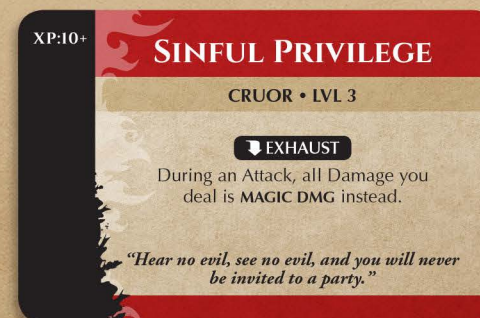 XP:10+
SINFUL PRIVILEGE
CRUOR • LVL 3
EXHAUST
During an Attack, all Damage you
deal is MAGIC DMG instead.
“Hear no evil, see no evil, and you will never
be invited to a party.”